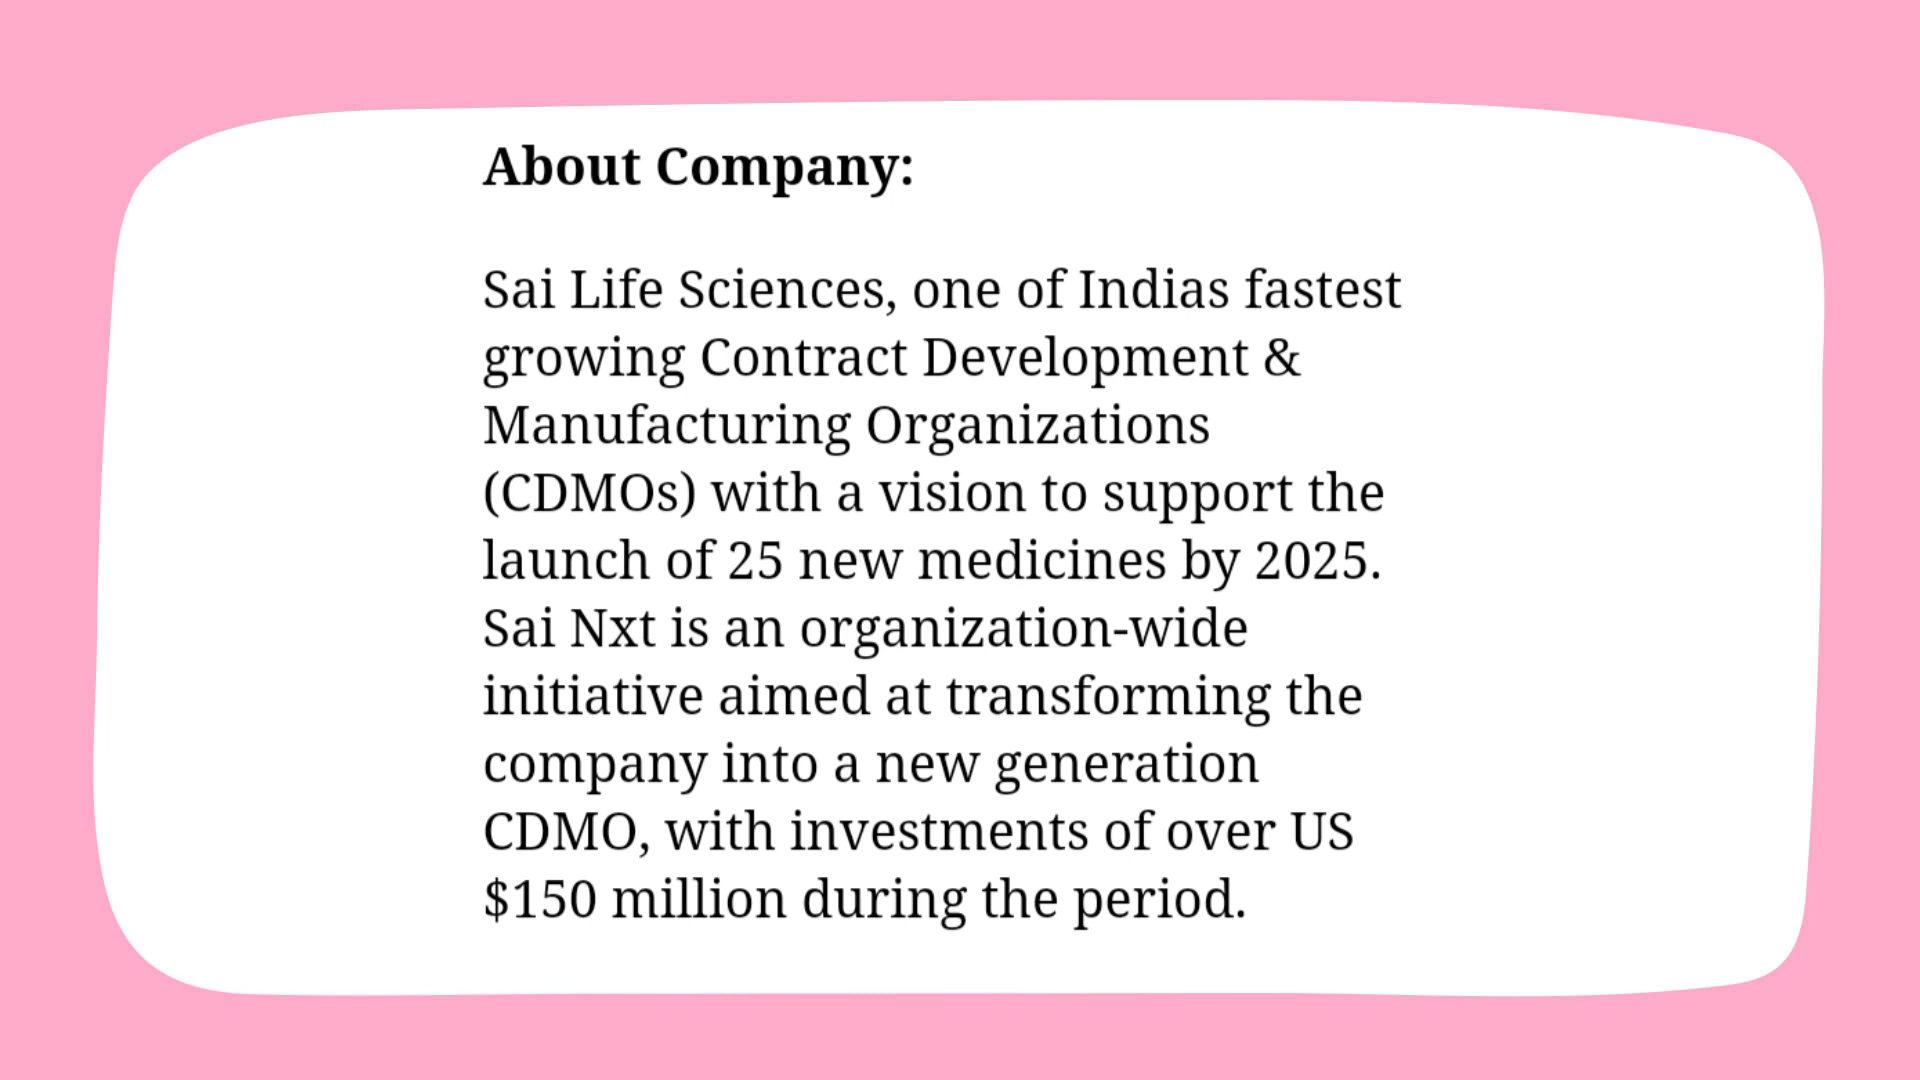 About Company:
Sai Life Sciences, one of Indias fastest
growing Contract Development &
Manufacturing Organizations
(CDMOs) with a vision to support the
launch of 25 new medicines by 2025.
Sai Nxt is an organization-wide
initiative aimed at transforming the
company into a new generation
CDMO, with investments of over US
$150 million during the period.